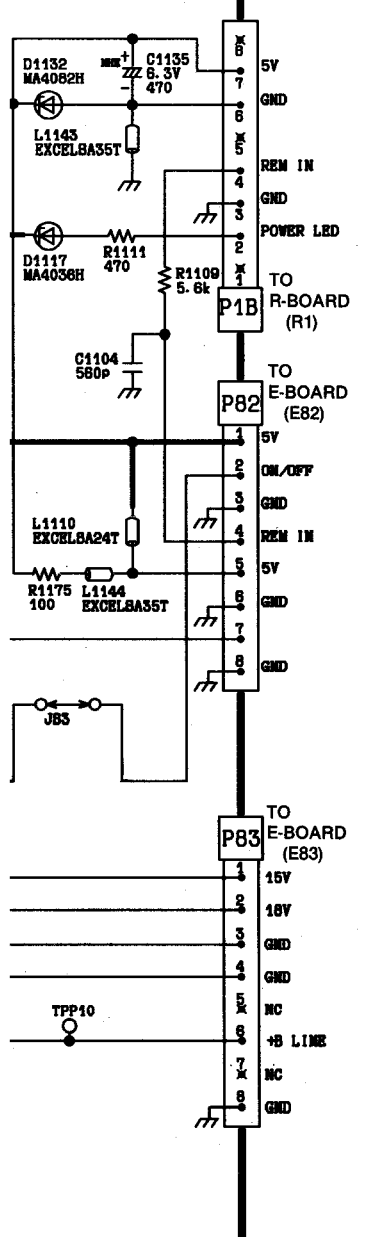 8
5V
7
D1132
MA4062H
NHE + C1135
6.3V
470
-
GND
6
L1143
EXCELSA35T
5
REM IN
4
GND
3
POWER LED
2
D1117
MA4036H
R1111
470
R1109
5.6k
1
P1B
TO
R-BOARD
(R1)
C1104
560p
TO
E-BOARD
(E82)
P82
1
5V
2
ON/OFF
3
GND
L1110
EXCELSA24T
4
REM IN
5
5V
R1175
100
L1144
EXCELSA35T
6
GND
7
8
GND
JS3
TO
E-BOARD
(E83)
P83
1
15V
2
18V
3
GND
4
GND
5
NC
TPP10
6
+B LINE
7
NC
8
GND